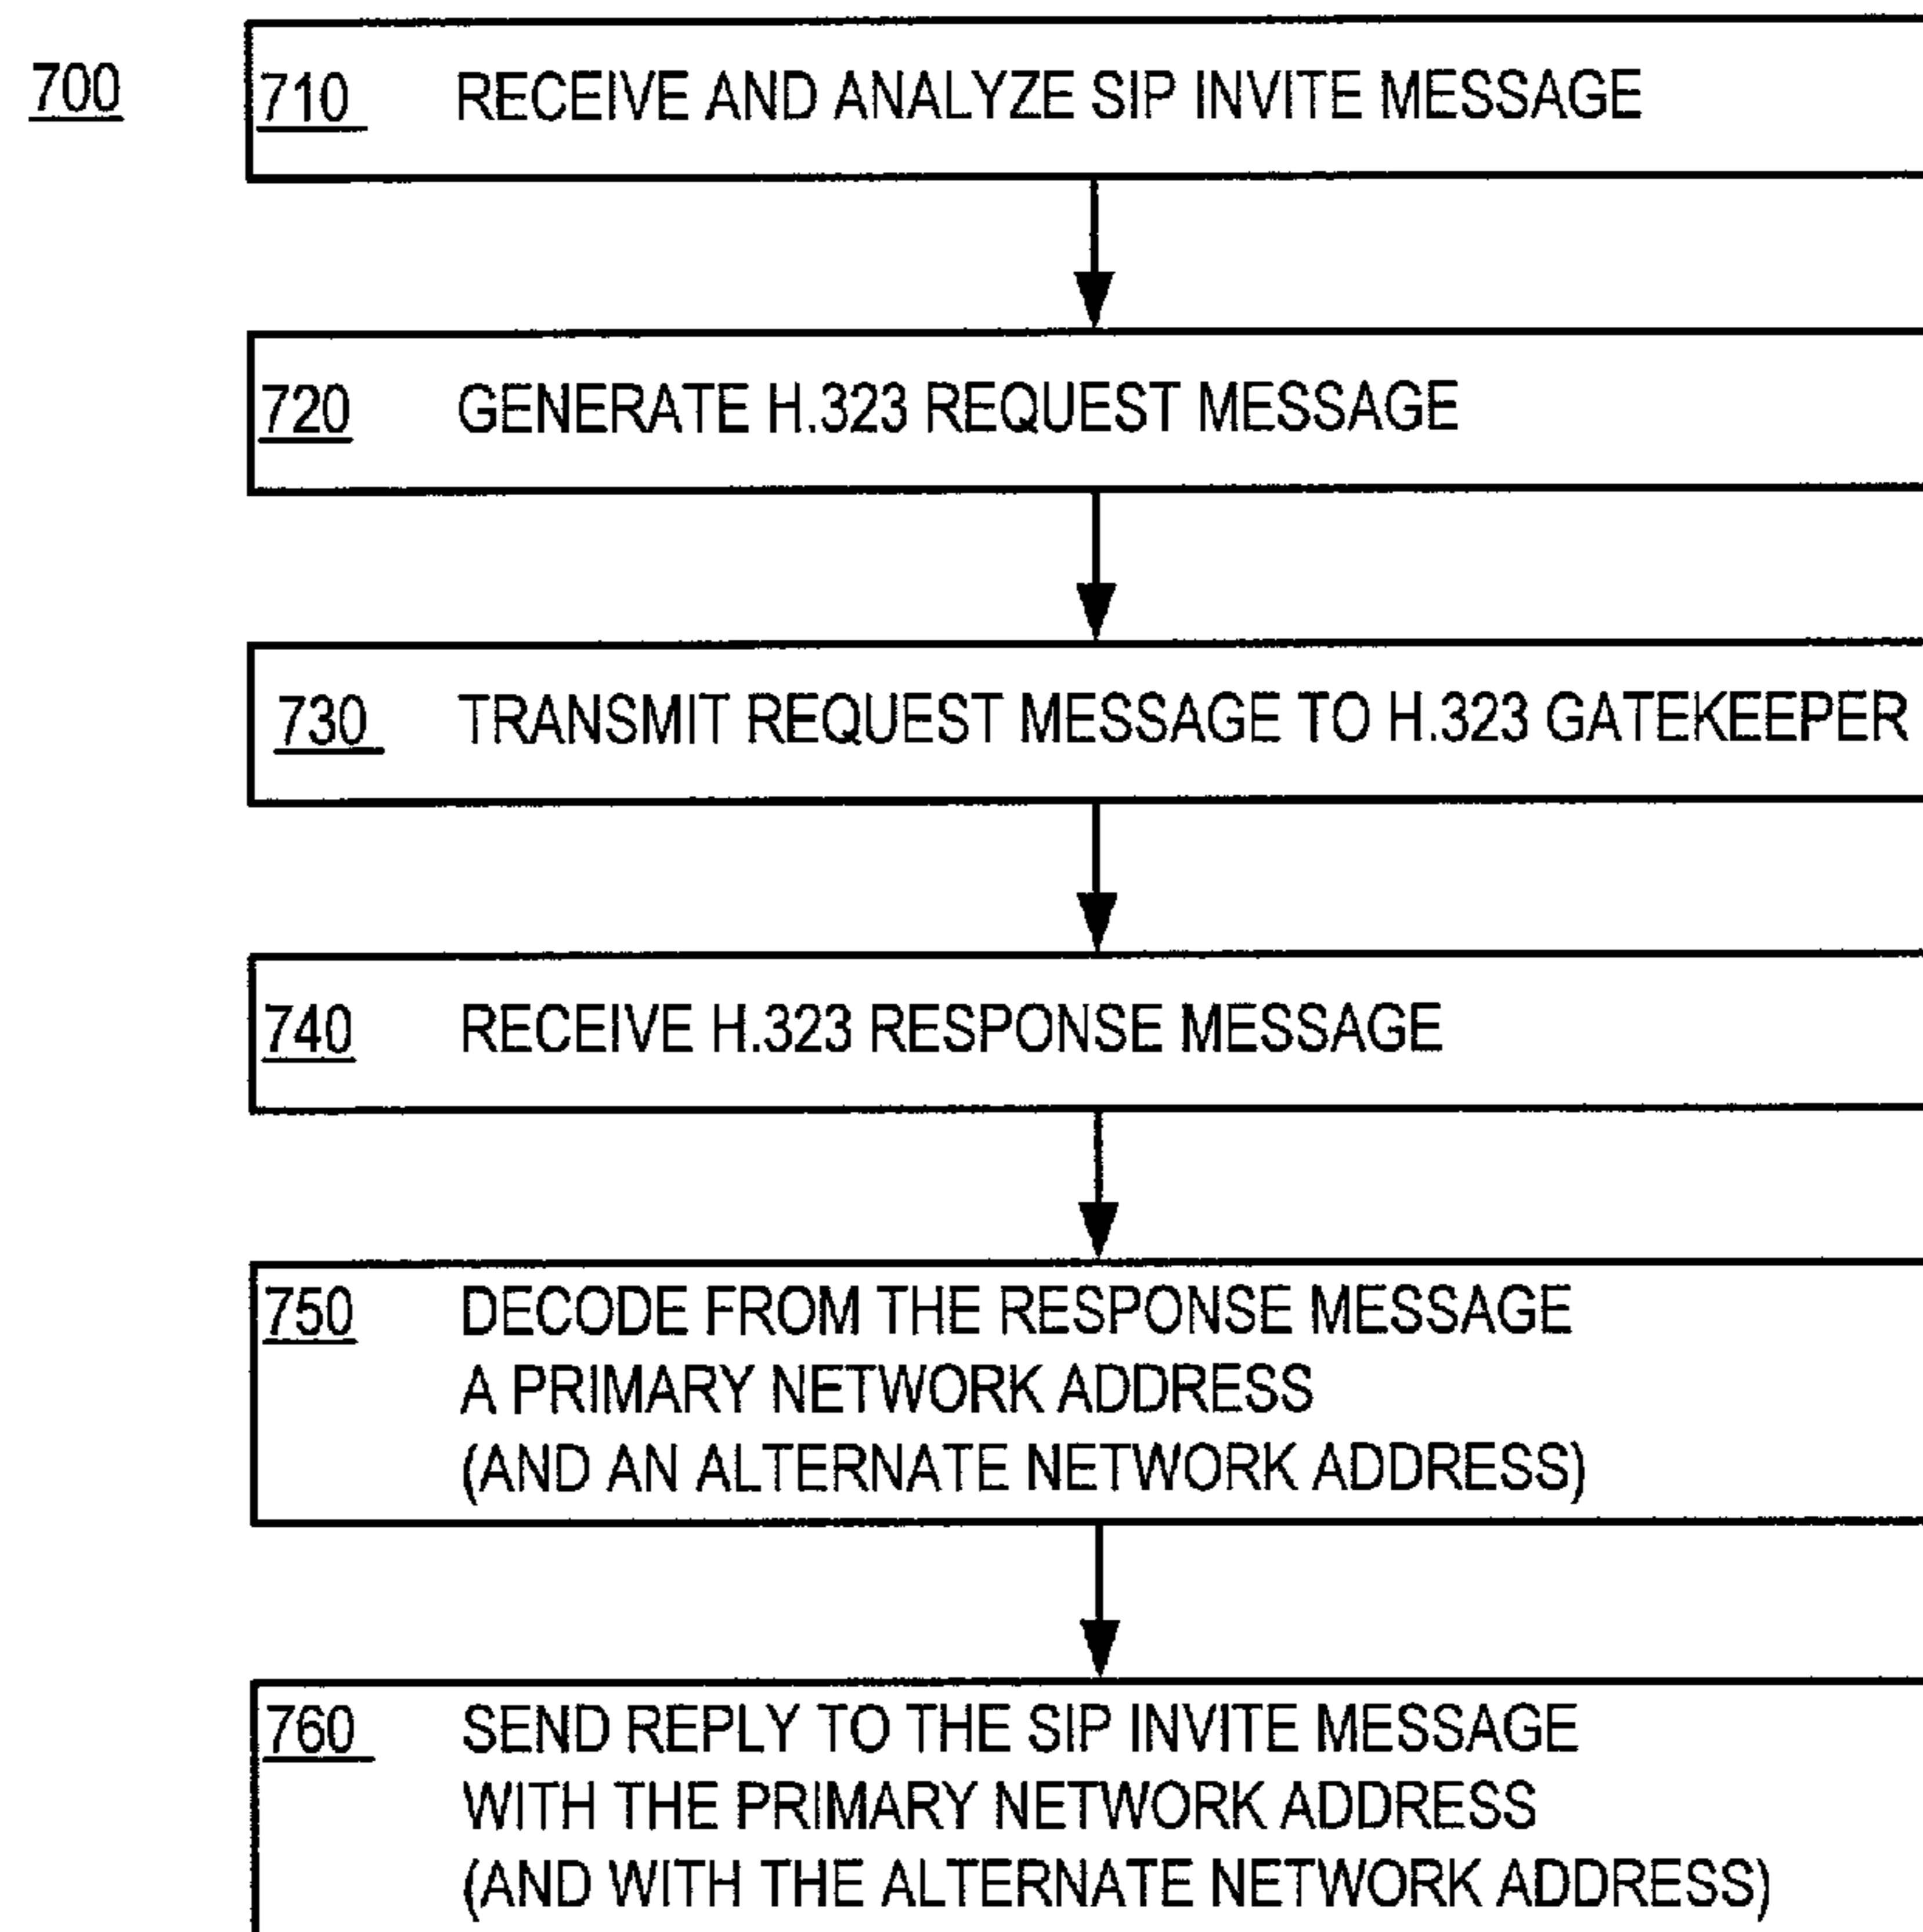 700
710 RECEIVE AND ANALYZE SIP INVITE MESSAGE
720 GENERATE H.323 REQUEST MESSAGE
730 TRANSMIT REQUEST MESSAGE TO H.323 GATEKEEPER
740 RECEIVE H.323 RESPONSE MESSAGE
750 DECODE FROM THE RESPONSE MESSAGE
A PRIMARY NETWORK ADDRESS
(AND AN ALTERNATE NETWORK ADDRESS)
760 SEND REPLY TO THE SIP INVITE MESSAGE
WITH THE PRIMARY NETWORK ADDRESS
(AND WITH THE ALTERNATE NETWORK ADDRESS)